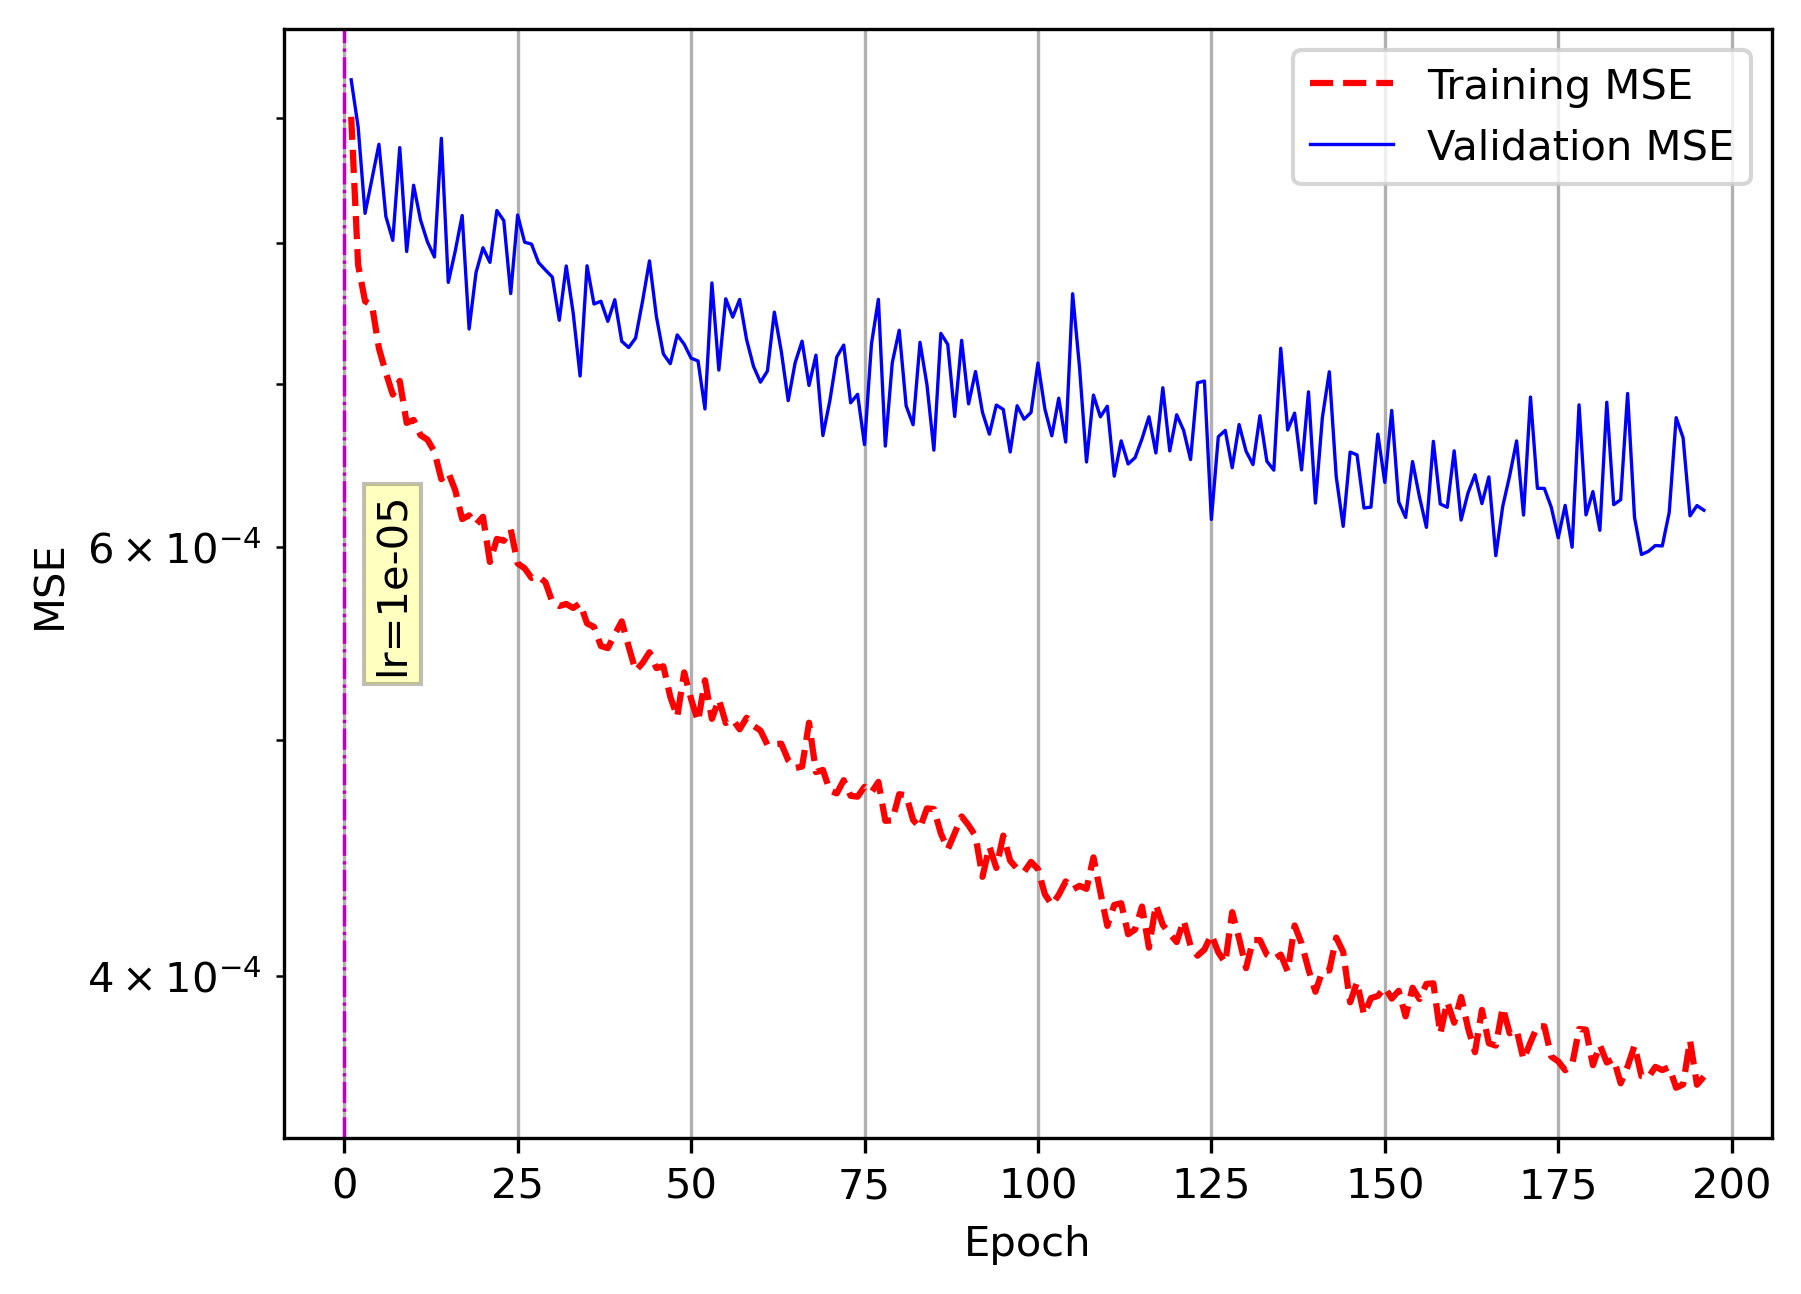 Training MSE
Validation MSE
6 × 10⁻⁴
4 × 10⁻⁴
MSE
lr=1e-05
0 25 50 75 100 125 150 175 200
Epoch